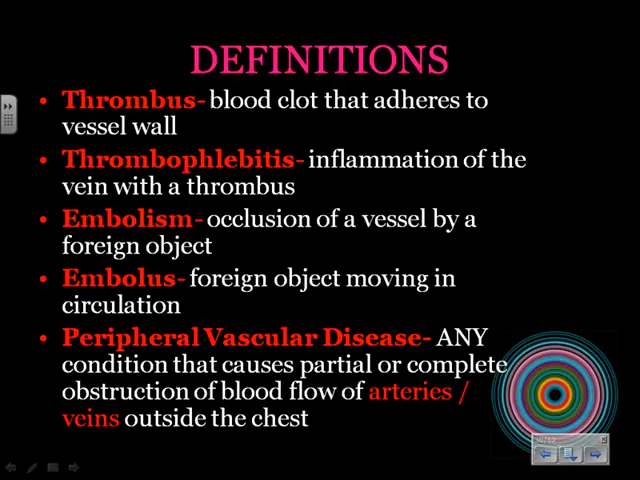 DEFINITIONS
• Thrombus- blood clot that adheres to
vessel wall
• Thrombophlebitis- inflammation of the
vein with a thrombus
• Embolism- occlusion of a vessel by a
foreign object
• Embolus- foreign object moving in
circulation
• Peripheral Vascular Disease- ANY
condition that causes partial or complete
obstruction of blood flow of arteries /
veins outside the chest